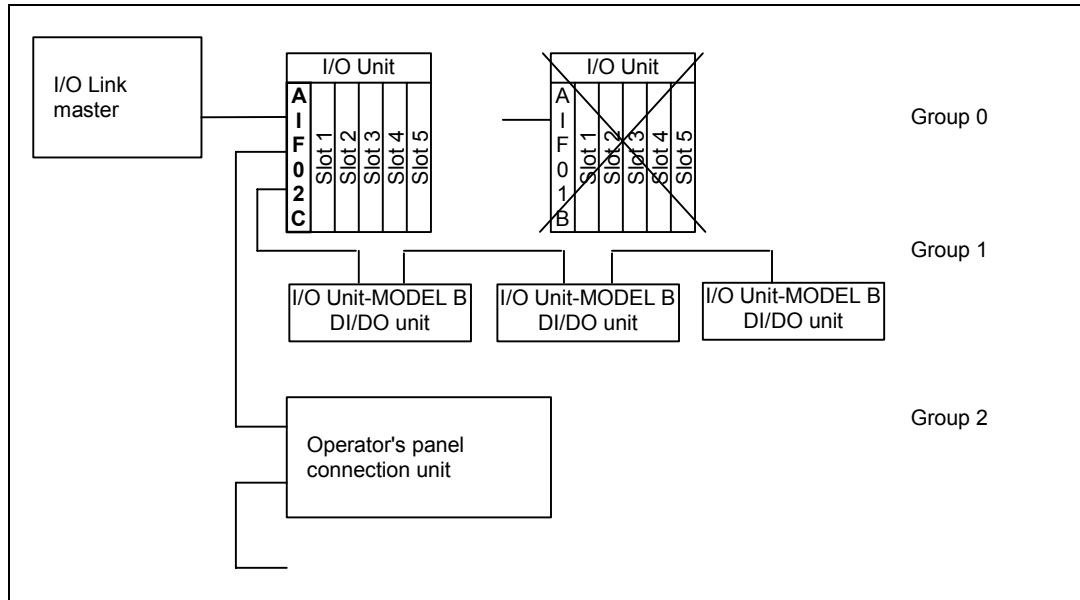 I/O Link
master
I/O Unit
AIF02C
Slot 1
Slot 2
Slot 3
Slot 4
Slot 5
I/O Unit
AIF01B
Slot 1
Slot 2
Slot 3
Slot 4
Slot 5
Group 0
Group 1
I/O Unit-MODEL B
DI/DO unit
I/O Unit-MODEL B
DI/DO unit
I/O Unit-MODEL B
DI/DO unit
Operator's panel
connection unit
Group 2